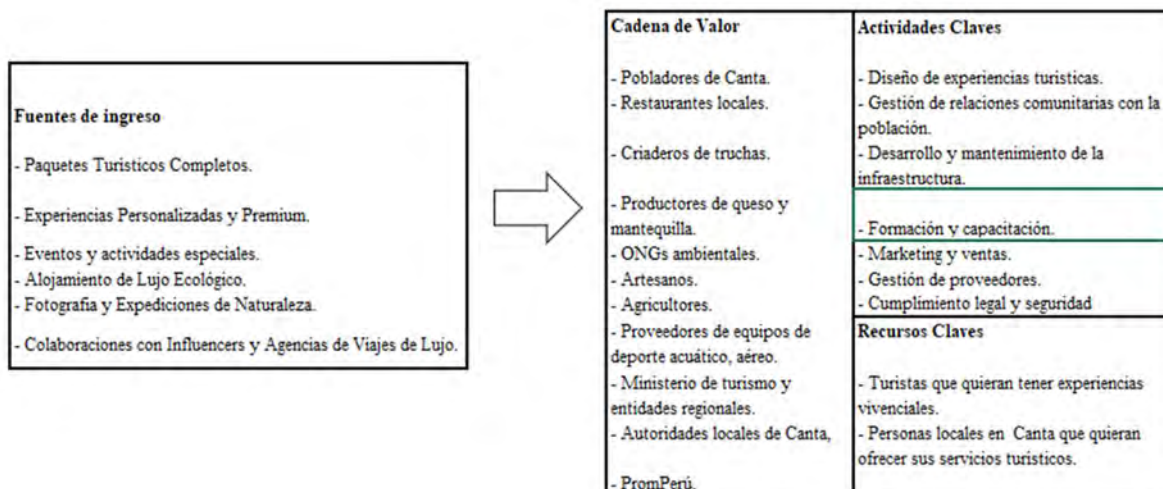 Fuentes de ingreso
- Paquetes Turisticos Completos.
- Experiencias Personalizadas y Premium.
- Eventos y actividades especiales.
- Alojamiento de Lujo Ecológico.
- Fotografia y Expediciones de Naturaleza.
- Colaboraciones con Influencers y Agencias de Viajes de Lujo.
Cadena de Valor
- Pobladores de Canta.
- Restaurantes locales.
- Criaderos de truchas.
- Productores de queso y
mantequilla.
- ONGs ambientales.
- Artesanos.
- Agricultores.
- Proveedores de equipos de
deporte acuático, aéreo.
- Ministerio de turismo y
entidades regionales.
- Autoridades locales de Canta,
- PromPerú.
Actividades Claves
- Diseño de experiencias turisticas.
- Gestión de relaciones comunitarias con la
población.
- Desarrollo y mantenimiento de la
infraestructura.
- Formación y capacitación.
- Marketing y ventas.
- Gestión de proveedores.
- Cumplimiento legal y seguridad
Recursos Claves
- Turistas que quieran tener experiencias
vivenciales.
- Personas locales en Canta que quieran
ofrecer sus servicios turisticos.